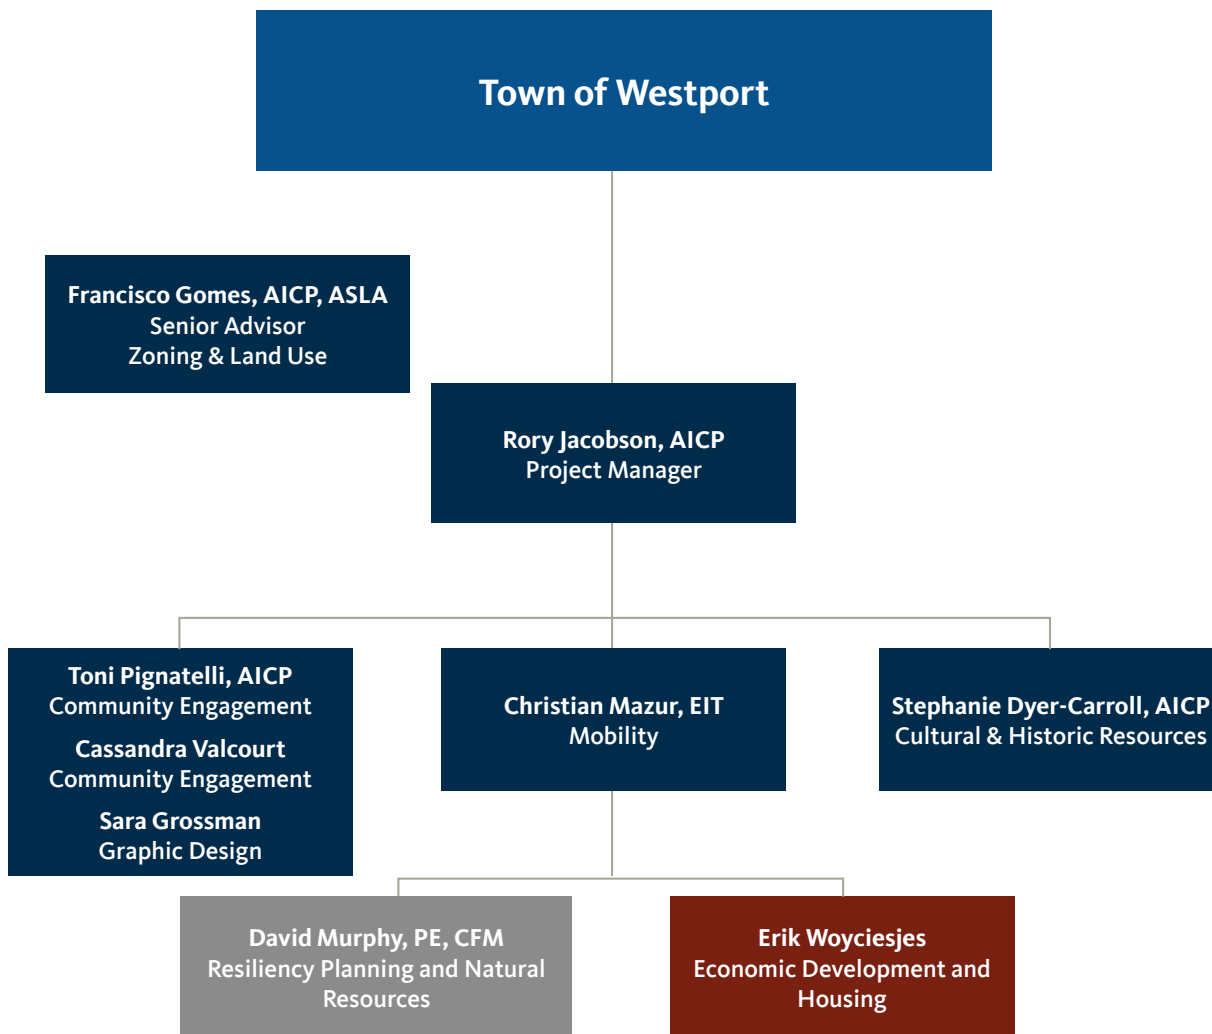 Town of Westport
Francisco Gomes, AICP, ASLA
Senior Advisor
Zoning & Land Use
Rory Jacobson, AICP
Project Manager
Toni Pignatelli, AICP
Community Engagement
Cassandra Valcourt
Community Engagement
Sara Grossman
Graphic Design
Christian Mazur, EIT
Mobility
Stephanie Dyer-Carroll, AICP
Cultural & Historic Resources
David Murphy, PE, CFM
Resiliency Planning and Natural
Resources
Erik Woyciesjes
Economic Development and
Housing